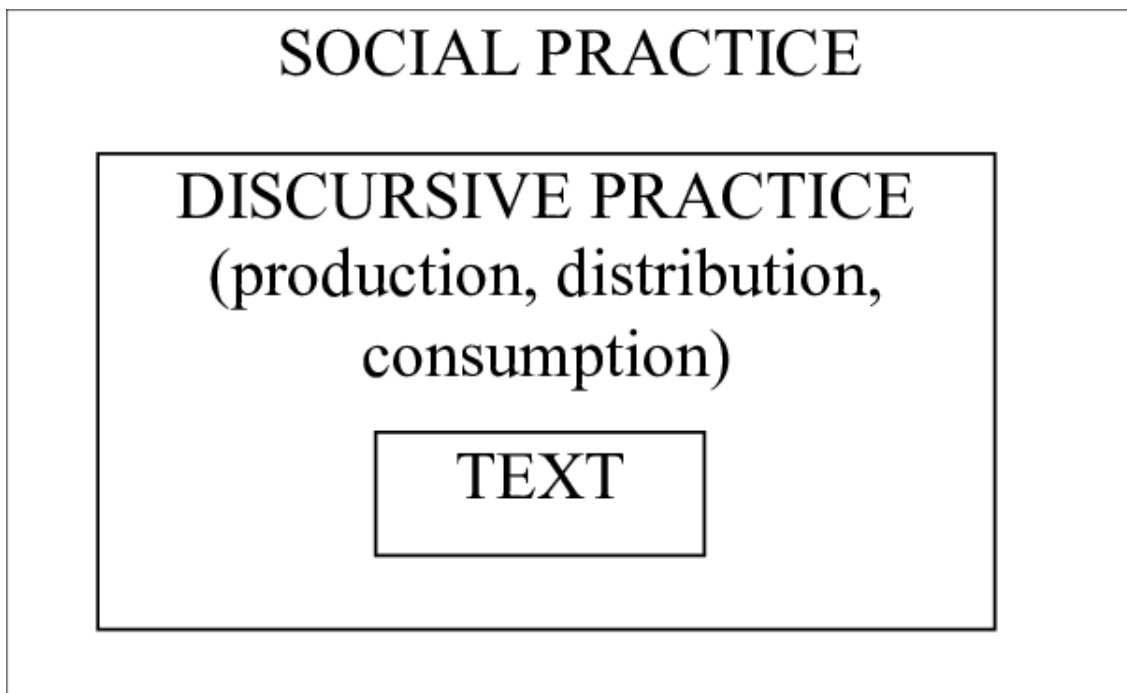 SOCIAL PRACTICE
DISCURSIVE PRACTICE
(production, distribution,
consumption)
TEXT